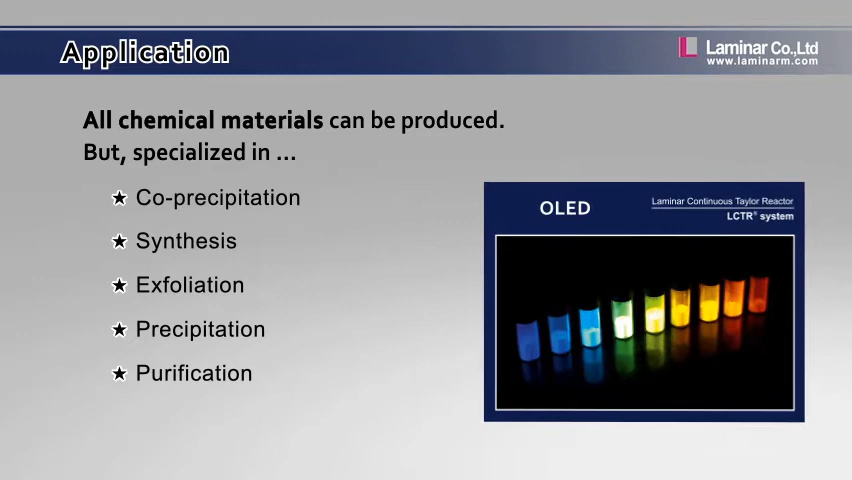 Application
Laminar Co.,Ltd
www.laminarm.com
All chemical materials can be produced.
But, specialized in ...
★ Co-precipitation
★ Synthesis
★ Exfoliation
★ Precipitation
★ Purification
OLED
Laminar Continuous Taylor Reactor
LCTR® system